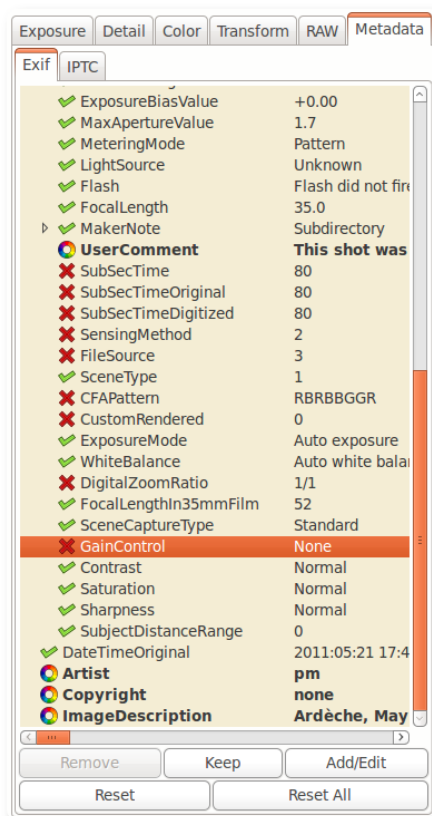 Exposure Detail Color Transform RAW Metadata
Exif IPTC
ExposureBiasValue +0.00
MaxApertureValue 1.7
MeteringMode Pattern
LightSource Unknown
Flash Flash did not fire
FocalLength 35.0
MakerNote Subdirectory
UserComment This shot was
SubSecTime 80
SubSecTimeOriginal 80
SubSecTimeDigitized 80
SensingMethod 2
FileSource 3
SceneType 1
CFAPattern RBRBBGGR
CustomRendered 0
ExposureMode Auto exposure
WhiteBalance Auto white bala
DigitalZoomRatio 1/1
FocalLengthIn35mmFilm 52
SceneCaptureType Standard
GainControl None
Contrast Normal
Saturation Normal
Sharpness Normal
SubjectDistanceRange 0
DateTimeOriginal 2011:05:21 17:4
Artist pm
Copyright none
ImageDescription Ardèche, May
Remove Keep Add/Edit
Reset Reset All